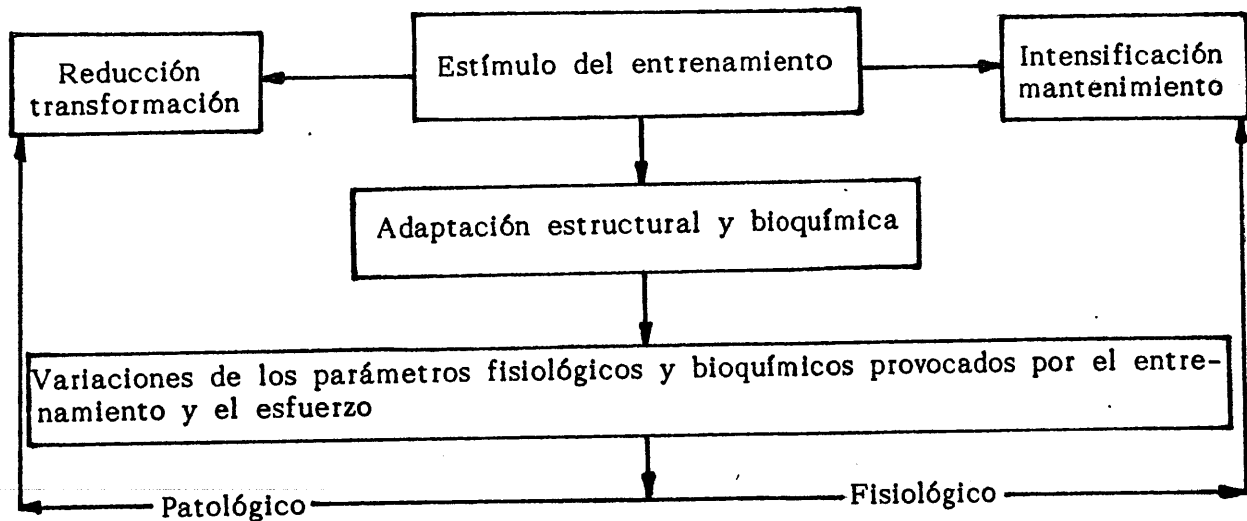 Reducción
transformación
Estímulo del entrenamiento
Intensificación
mantenimiento
Adaptación estructural y bioquímica
Variaciones de los parámetros fisiológicos y bioquímicos provocados por el entre-
namiento y el esfuerzo
Patológico
Fisiológico